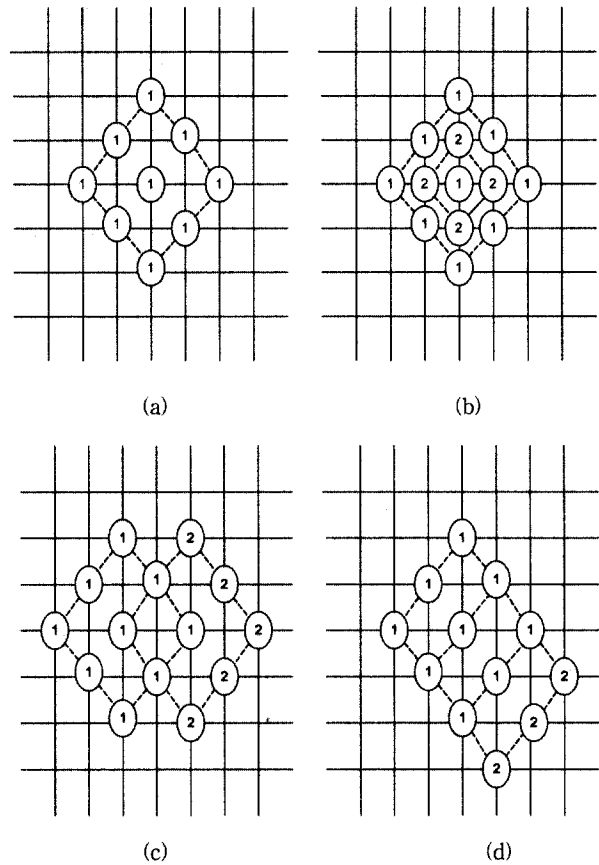 1 1
1 1 1 2 1
1 1 1 1 2 1 2 1
1 1 1 2 1
1 1
(a) (b)
1 2 1
1 1 2 1 1
1 1 1 2 1 1 1
1 1 2 1 1 2
1 2 1 2
2
(c) (d)